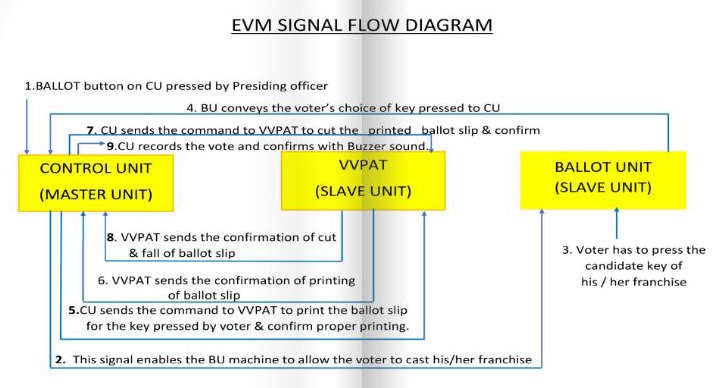 EVM SIGNAL FLOW DIAGRAM
1.BALLOT button on CU pressed by Presiding officer
4. BU conveys the voter's choice of key pressed to CU
7. CU sends the command to VVPAT to cut the printed ballot slip & confirm
9.CU records the vote and confirms with Buzzer sound.
CONTROL UNIT
(MASTER UNIT)
VVPAT
(SLAVE UNIT)
BALLOT UNIT
(SLAVE UNIT)
8. VVPAT sends the confirmation of cut
& fall of ballot slip
3. Voter has to press the
candidate key of
his / her franchise
6. VVPAT sends the confirmation of printing
of ballot slip
5.CU sends the command to VVPAT to print the ballot slip
for the key pressed by voter & confirm proper printing.
2. This signal enables the BU machine to allow the voter to cast his/her franchise